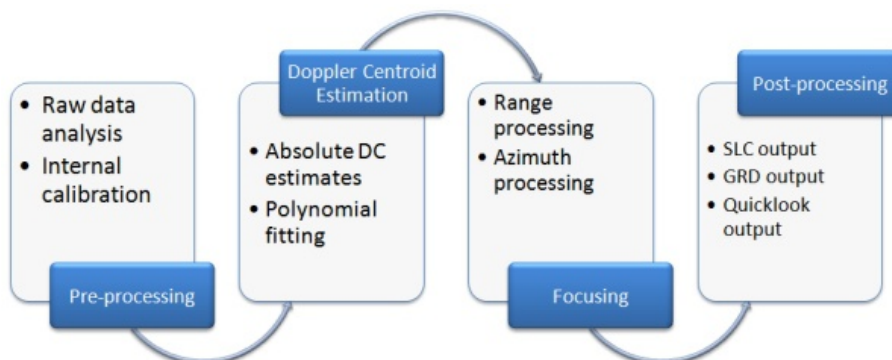 • Raw data
analysis
• Internal
calibration
Pre-processing
Doppler Centroid
Estimation
• Absolute DC
estimates
• Polynomial
fitting
• Range
processing
• Azimuth
processing
Focusing
Post-processing
• SLC output
• GRD output
• Quicklook
output